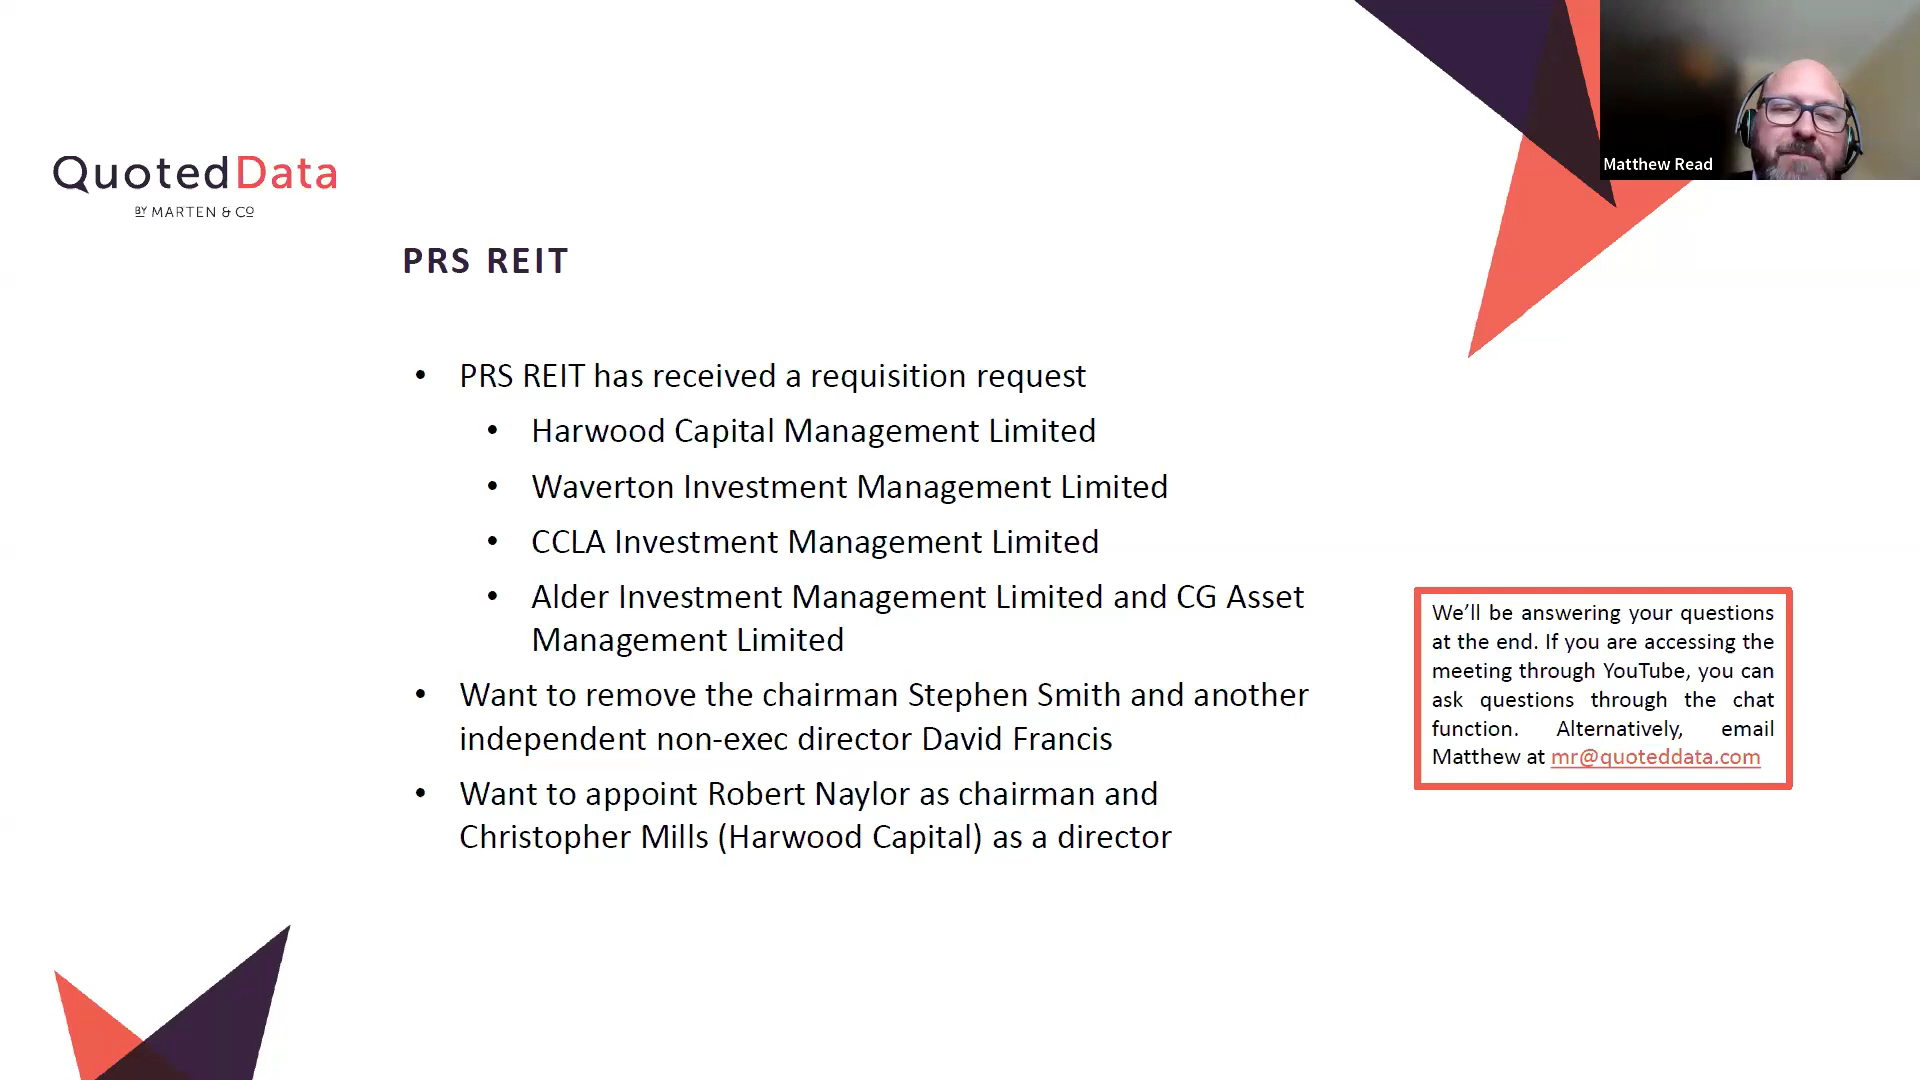 QuotedData
BY MARTEN & CO
Matthew Read
PRS REIT
• PRS REIT has received a requisition request
• Harwood Capital Management Limited
• Waverton Investment Management Limited
• CCLA Investment Management Limited
• Alder Investment Management Limited and CG Asset
Management Limited
• Want to remove the chairman Stephen Smith and another
independent non-exec director David Francis
• Want to appoint Robert Naylor as chairman and
Christopher Mills (Harwood Capital) as a director
We’ll be answering your questions
at the end. If you are accessing the
meeting through YouTube, you can
ask questions through the chat
function. Alternatively, email
Matthew at mr@quoteddata.com